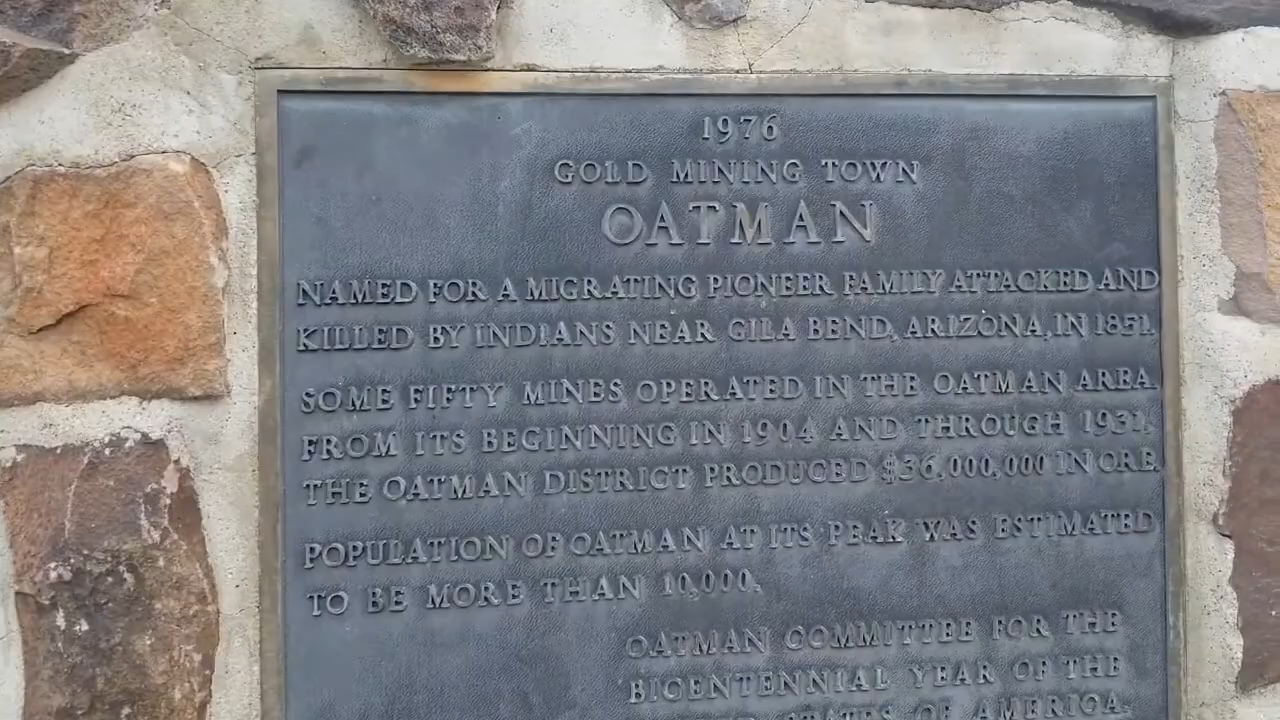 1976
GOLD MINING TOWN
OATMAN
NAMED FOR A MIGRATING PIONEER FAMILY ATTACKED AND
KILLED BY INDIANS NEAR GILA BEND, ARIZONA, IN 1851.
SOME FIFTY MINES OPERATED IN THE OATMAN AREA.
FROM ITS BEGINNING IN 1904 AND THROUGH 1931,
THE OATMAN DISTRICT PRODUCED $36,000,000 IN ORE.
POPULATION OF OATMAN AT ITS PEAK WAS ESTIMATED
TO BE MORE THAN 10,000.
OATMAN COMMITTEE FOR THE
BICENTENNIAL YEAR OF THE
STATES OF AMERICA.